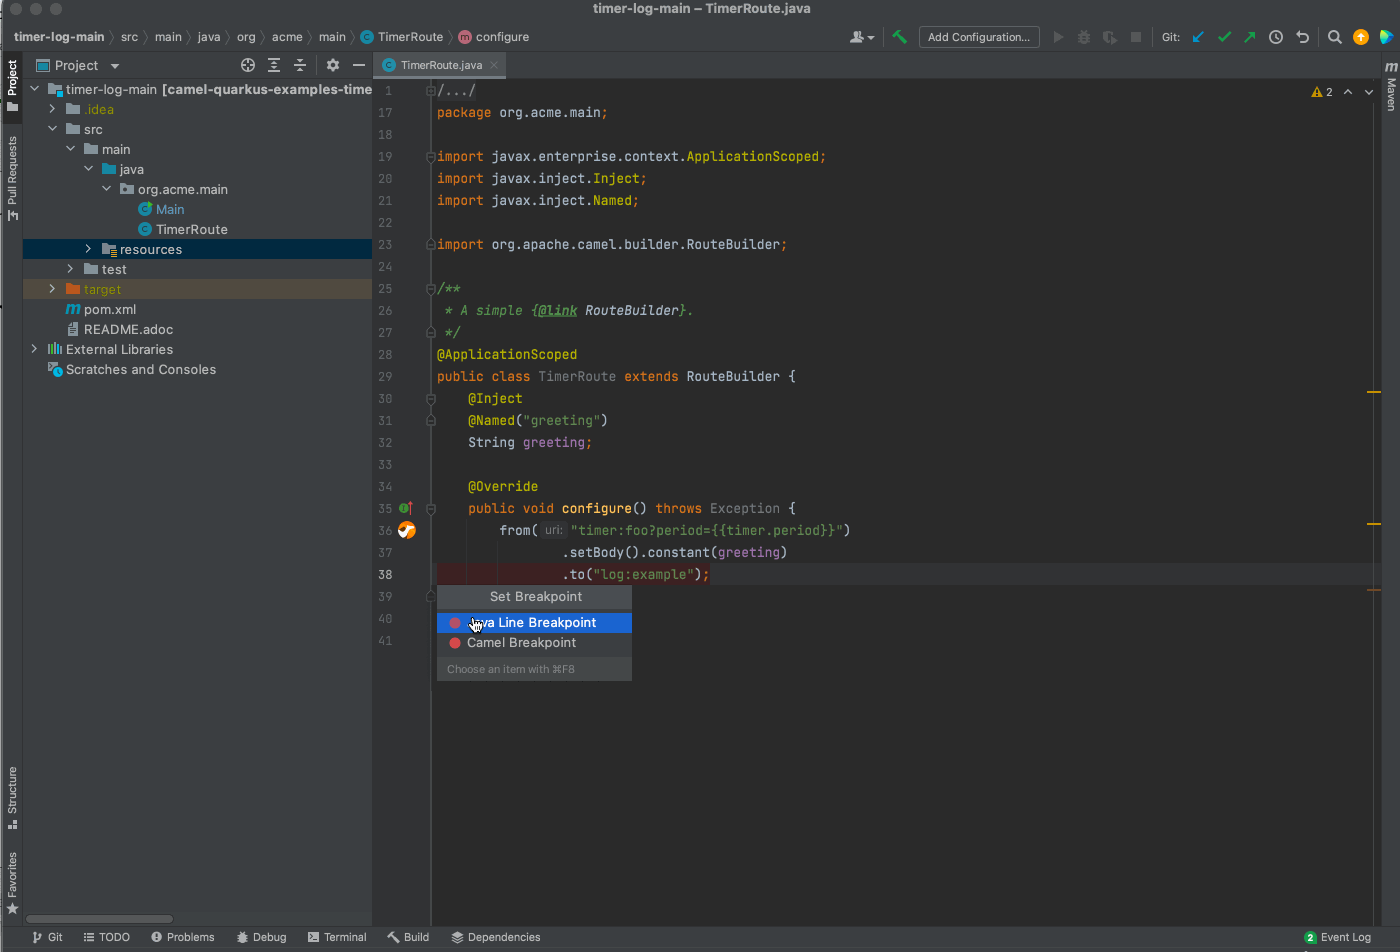 timer-log-main – TimerRoute.java
timer-log-main src main java org acme main TimerRoute m configure
Add Configuration...
Git:
Project
Project
Pull Requests
Structure
Favorites
timer-log-main [camel-quarkus-examples-time
.idea
src
main
java
org.acme.main
Main
TimerRoute
resources
test
target
m pom.xml
README.adoc
External Libraries
Scratches and Consoles
TimerRoute.java
2
m
Maven
1 /.../
17 package org.acme.main;
18
19 import javax.enterprise.context.ApplicationScoped;
20 import javax.inject.Inject;
21 import javax.inject.Named;
22
23 import org.apache.camel.builder.RouteBuilder;
24
25 /**
26 * A simple {@link RouteBuilder}.
27 */
28 @ApplicationScoped
29 public class TimerRoute extends RouteBuilder {
30 @Inject
31 @Named("greeting")
32 String greeting;
33
34 @Override
35 public void configure() throws Exception {
36 from( uri: "timer:foo?period={{timer.period}}")
37 .setBody().constant(greeting)
38 .to("log:example");
39
40
41
Set Breakpoint
Line Breakpoint
Camel Breakpoint
Choose an item with ⌘F8
Git TODO Problems Debug Terminal Build Dependencies
2 Event Log